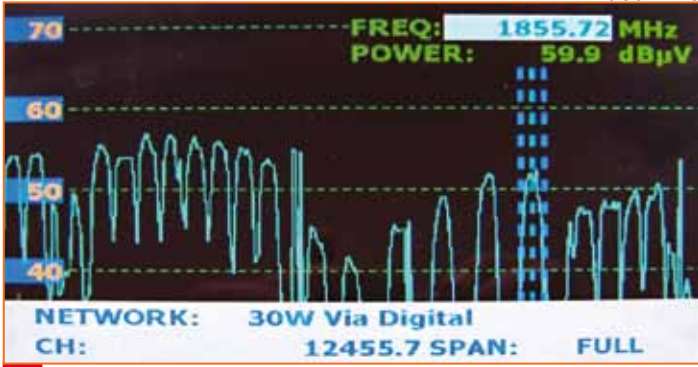 70
FREQ: 1855.72 MHz
POWER: 59.9 dBµV
60
50
40
NETWORK: 30W Via Digital
CH: 12455.7 SPAN: FULL